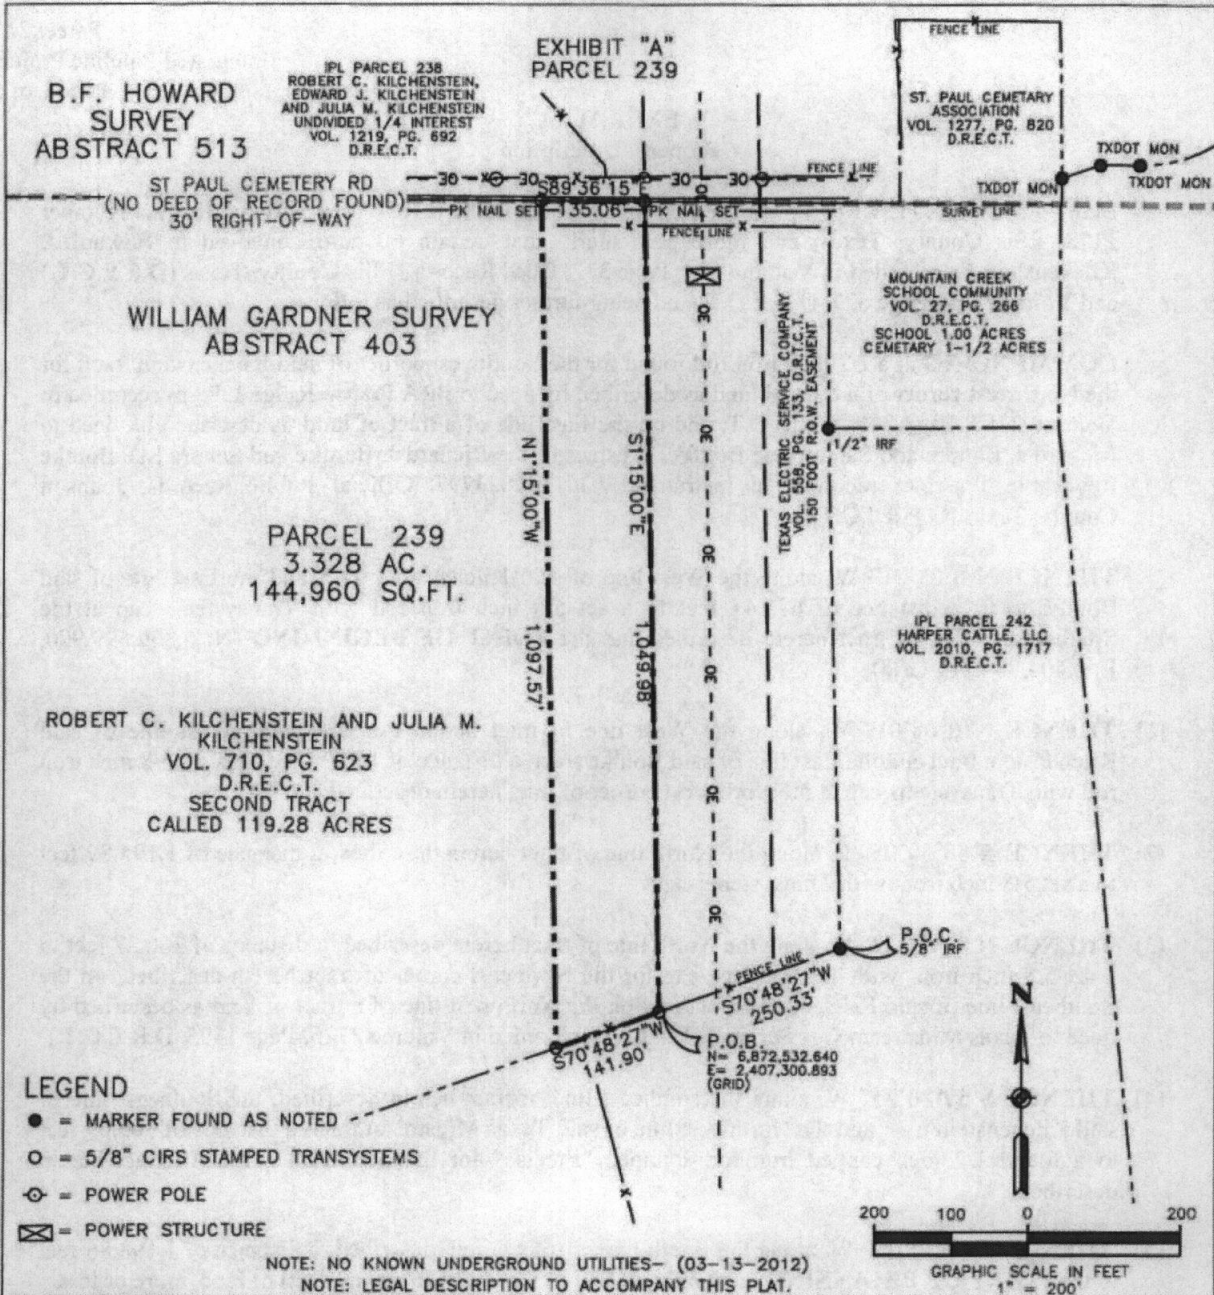 EXHIBIT "A"
PARCEL 239
B.F. HOWARD
SURVEY
ABSTRACT 513
IPL PARCEL 238
ROBERT C. KILCHENSTEIN,
EDWARD J. KILCHENSTEIN
AND JULIA M. KILCHENSTEIN
UNDIVIDED 1/4 INTEREST
VOL. 1219, PG. 692
D.R.E.C.T.
FENCE LINE
ST. PAUL CEMETARY
ASSOCIATION
VOL. 1277, PG. 820
D.R.E.C.T.
TXDOT MON
TXDOT MON
TXDOT MON
FENCE LINE
ST PAUL CEMETERY RD
(NO DEED OF RECORD FOUND)
30' RIGHT-OF-WAY
30 30 30 30
S89°36'15"E
135.06'
PK NAIL SET
PK NAIL SET
SURVEY LINE
FENCE LINE
WILLIAM GARDNER SURVEY
ABSTRACT 403
MOUNTAIN CREEK
SCHOOL COMMUNITY
VOL. 27, PG. 266
D.R.E.C.T.
SCHOOL 1.00 ACRES
CEMETARY 1-1/2 ACRES
TEXAS ELECTRIC SERVICE COMPANY
VOL. 558, PG. 133, D.R.T.C.T.
150 FOOT R.O.W. EASEMENT
OE
30
30
OE
OE
OE
1/2" IRF
N1°15'00"W
1,097.57'
S1°15'00"E
1,049.98'
PARCEL 239
3.328 AC.
144,960 SQ.FT.
IPL PARCEL 242
HARPER CATTLE, LLC
VOL. 2010, PG. 1717
D.R.E.C.T.
ROBERT C. KILCHENSTEIN AND JULIA M.
KILCHENSTEIN
VOL. 710, PG. 623
D.R.E.C.T.
SECOND TRACT
CALLED 119.28 ACRES
P.O.C.
5/8" IRF
FENCE LINE
S70°48'27"W
250.33'
S70°48'27"W
141.90'
P.O.B.
N= 6,872,532.640
E= 2,407,300.893
(GRID)
N
LEGEND
= MARKER FOUND AS NOTED
= 5/8" CIRS STAMPED TRANSYSTEMS
= POWER POLE
= POWER STRUCTURE
200 100 0 200
GRAPHIC SCALE IN FEET
1" = 200'
NOTE: NO KNOWN UNDERGROUND UTILITIES- (03-13-2012)
NOTE: LEGAL DESCRIPTION TO ACCOMPANY THIS PLAT.